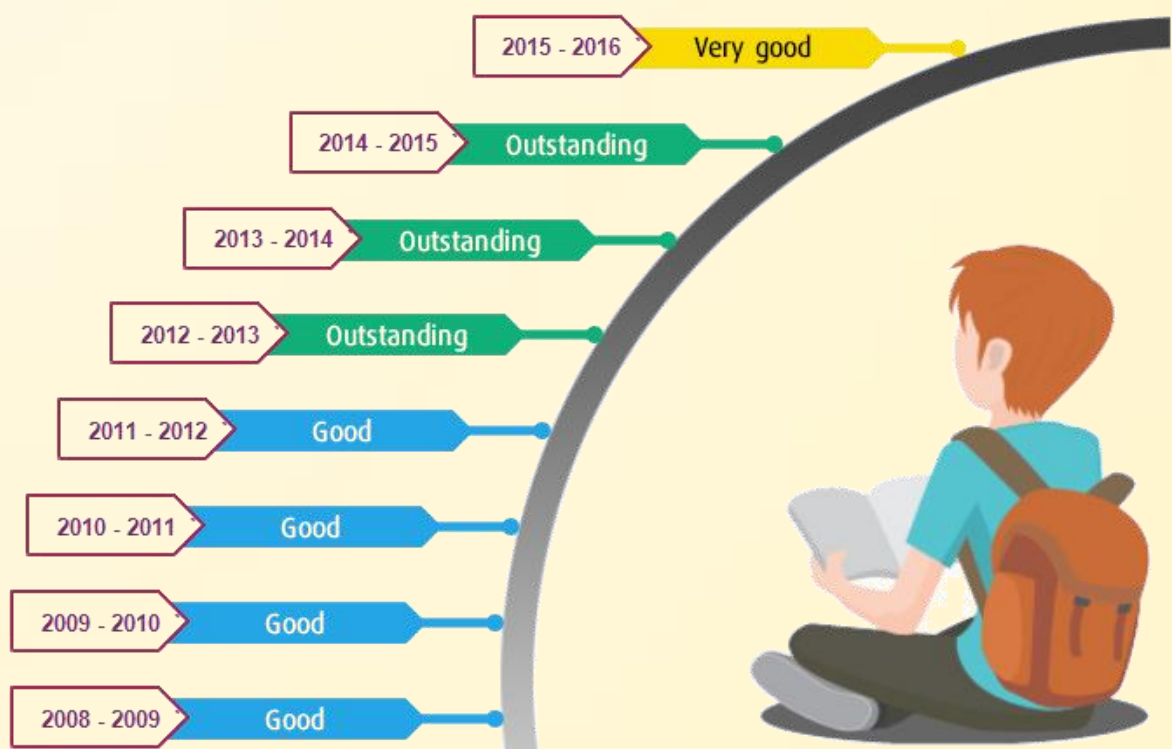 2015 - 2016 Very good
2014 - 2015 Outstanding
2013 - 2014 Outstanding
2012 - 2013 Outstanding
2011 - 2012 Good
2010 - 2011 Good
2009 - 2010 Good
2008 - 2009 Good